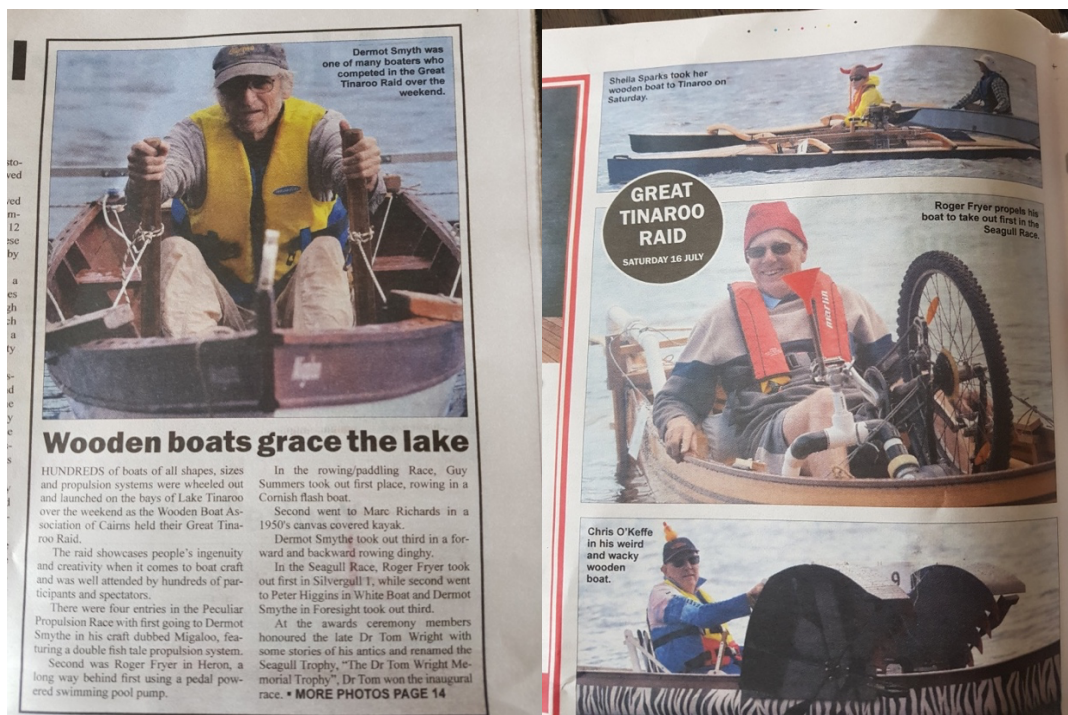 Dermot Smyth was
one of many boaters who
competed in the Great
Tinaroo Raid over the
weekend.
Wooden boats grace the lake
HUNDREDS of boats of all shapes, sizes
and propulsion systems were wheeled out
and launched on the bays of Lake Tinaroo
over the weekend as the Wooden Boat As-
sociation of Cairns held their Great Tina-
roo Raid.
The raid showcases people's ingenuity
and creativity when it comes to boat craft
and was well attended by hundreds of par-
ticipants and spectators.
There were four entries in the Peculiar
Propulsion Race with first going to Dermot
Smythe in his craft dubbed Migaloo, fea-
turing a double fish tale propulsion system.
Second was Roger Fryer in Heron, a
long way behind first using a pedal pow-
ered swimming pool pump.
In the rowing/paddling Race, Guy
Summers took out first place, rowing in a
Cornish flash boat.
Second went to Marc Richards in a
1950's canvas covered kayak.
Dermot Smythe took out third in a for-
ward and backward rowing dinghy.
In the Seagull Race, Roger Fryer took
out first in Silvergull 1, while second went
to Peter Higgins in White Boat and Dermot
Smythe in Foresight took out third.
At the awards ceremony members
honoured the late Dr Tom Wright with
some stories of his antics and renamed the
Seagull Trophy, "The Dr Tom Wright Me-
morial Trophy", Dr Tom won the inaugural
race. ▪ MORE PHOTOS PAGE 14
Sheila Sparks took her
wooden boat to Tinaroo on
Saturday.
GREAT
TINAROO
RAID
SATURDAY 16 JULY
Roger Fryer propels his
boat to take out first in the
Seagull Race.
Chris O'Keffe
in his weird
and wacky
wooden
boat.
9